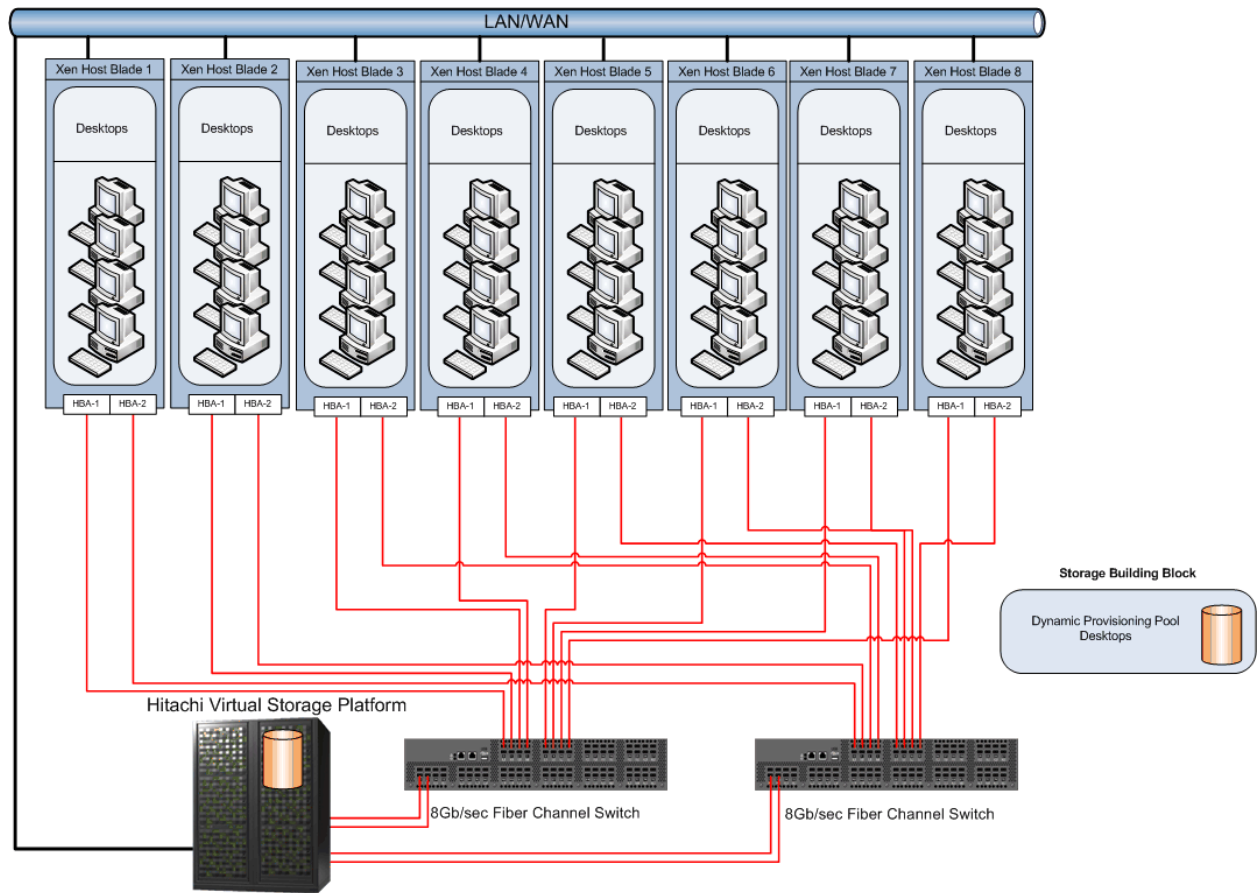 LAN/WAN
Xen Host Blade 1
Xen Host Blade 2
Xen Host Blade 3
Xen Host Blade 4
Xen Host Blade 5
Xen Host Blade 6
Xen Host Blade 7
Xen Host Blade 8
Desktops
Desktops
Desktops
Desktops
Desktops
Desktops
Desktops
Desktops
HBA-1
HBA-2
HBA-1
HBA-2
HBA-1
HBA-2
HBA-1
HBA-2
HBA-1
HBA-2
HBA-1
HBA-2
HBA-1
HBA-2
HBA-1
HBA-2
Storage Building Block
Dynamic Provisioning Pool
Desktops
Hitachi Virtual Storage Platform
8Gb/sec Fiber Channel Switch
8Gb/sec Fiber Channel Switch